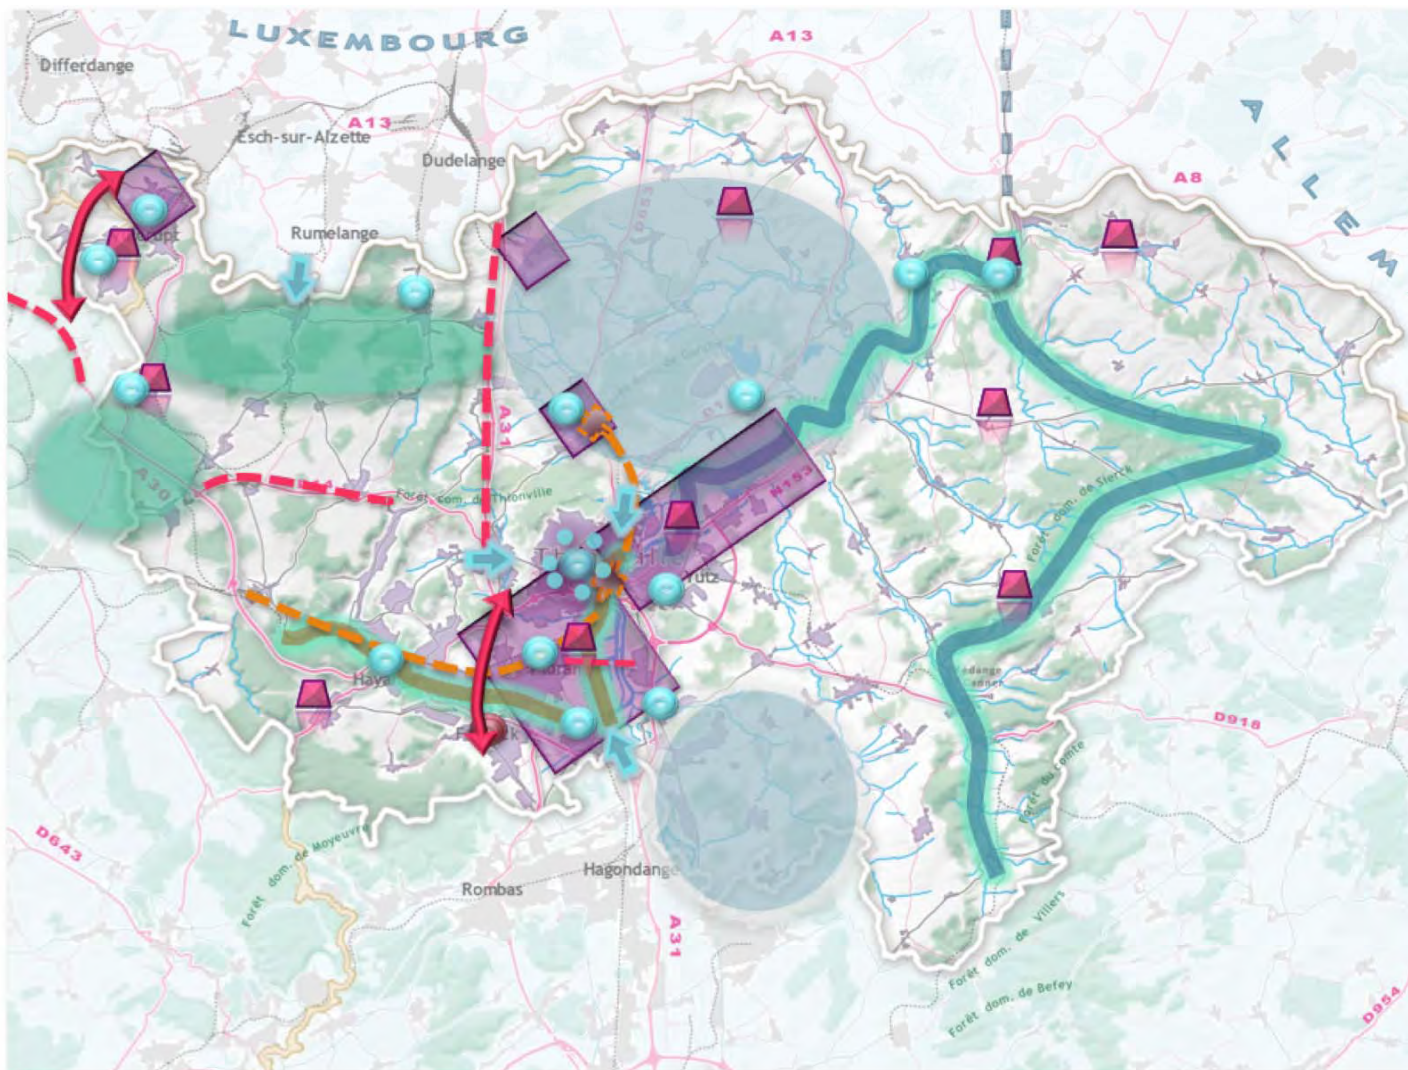 LUXEMBOURG
A13
Differdange
ALLEM
Esch-sur-Alzette
A13
Dudelange
D653
A8
Rumelange
A31
A30
Forêt dom. de Thionville
N153
Forêt dom. de Sierck
Yutz
D918
Forêt du Comte
D643
Forêt dom. de Moyeuvre
Hagondange
Rombas
A31
Forêt dom. de Villers
Forêt dom. de Befey
D954